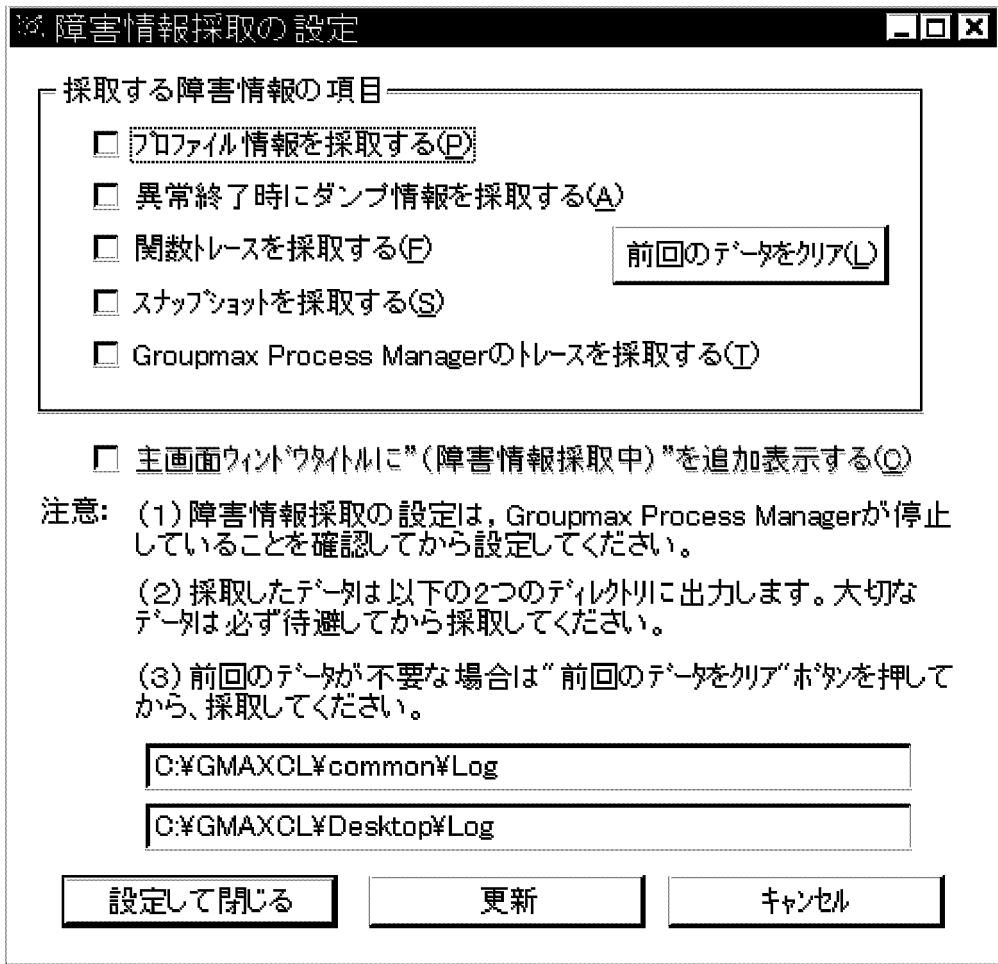 障害情報採取の設定
採取する障害情報の項目
プロファイル情報を採取する(P)
異常終了時にダンプ情報を採取する(A)
関数トレースを採取する(F)
前回のデータをクリア(L)
スナップショットを採取する(S)
Groupmax Process Managerのトレースを採取する(T)
主画面ウィンドウタイトルに”(障害情報採取中)”を追加表示する(O)
注意: (1)障害情報採取の設定は,Groupmax Process Managerが停止
していることを確認してから設定してください。
(2)採取したデータは以下の2つのディレクトリに出力します。大切な
データは必ず待避してから採取してください。
(3)前回のデータが不要な場合は”前回のデータをクリア”ボタンを押して
から、採取してください。
C:¥GMAXCL¥common¥Log
C:¥GMAXCL¥Desktop¥Log
設定して閉じる
更新
キャンセル